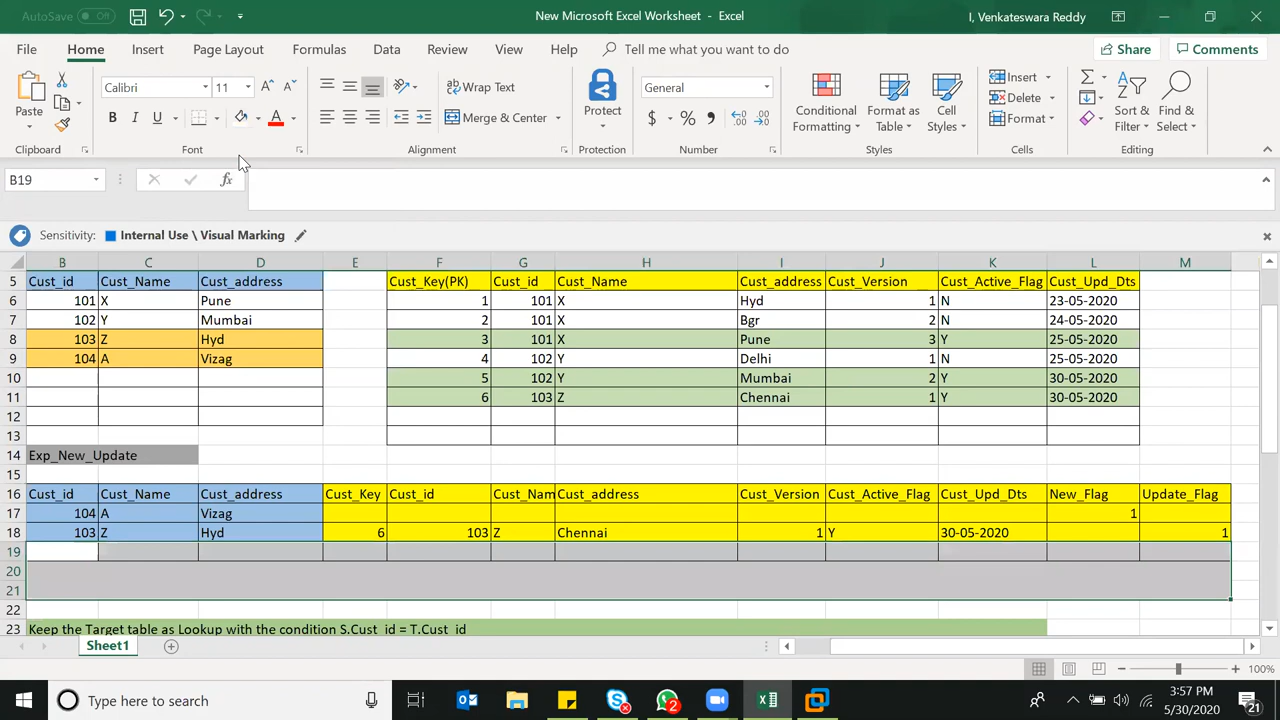 AutoSave Off New Microsoft Excel Worksheet - Excel I, Venkateswara Reddy
File Home Insert Page Layout Formulas Data Review View Help Tell me what you want to do Share Comments
Paste Calibri 11 Wrap Text General Conditional Formatting Format as Table Cell Styles Insert Sort & Filter Find & Select
Protect Delete
B I U Merge & Center $ % Format
Clipboard Font Alignment Protection Number Styles Cells Editing
B19 fx
Sensitivity: Internal Use \ Visual Marking
B C D E F G H I J K L M
5 Cust_id Cust_Name Cust_address Cust_Key(PK) Cust_id Cust_Name Cust_address Cust_Version Cust_Active_Flag Cust_Upd_Dts
6 101 X Pune 1 101 X Hyd 1 N 23-05-2020
7 102 Y Mumbai 2 101 X Bgr 2 N 24-05-2020
8 103 Z Hyd 3 101 X Pune 3 Y 25-05-2020
9 104 A Vizag 4 102 Y Delhi 1 N 25-05-2020
10 5 102 Y Mumbai 2 Y 30-05-2020
11 6 103 Z Chennai 1 Y 30-05-2020
12
13
14 Exp_New_Update
15
16 Cust_id Cust_Name Cust_address Cust_Key Cust_id Cust_Nam Cust_address Cust_Version Cust_Active_Flag Cust_Upd_Dts New_Flag Update_Flag
17 104 A Vizag 1
18 103 Z Hyd 6 103 Z Chennai 1 Y 30-05-2020 1
19
20
21
22
23 Keep the Target table as Lookup with the condition S.Cust_id = T.Cust_id
Sheet1
100%
Type here to search 2 3:57 PM
5/30/2020 21